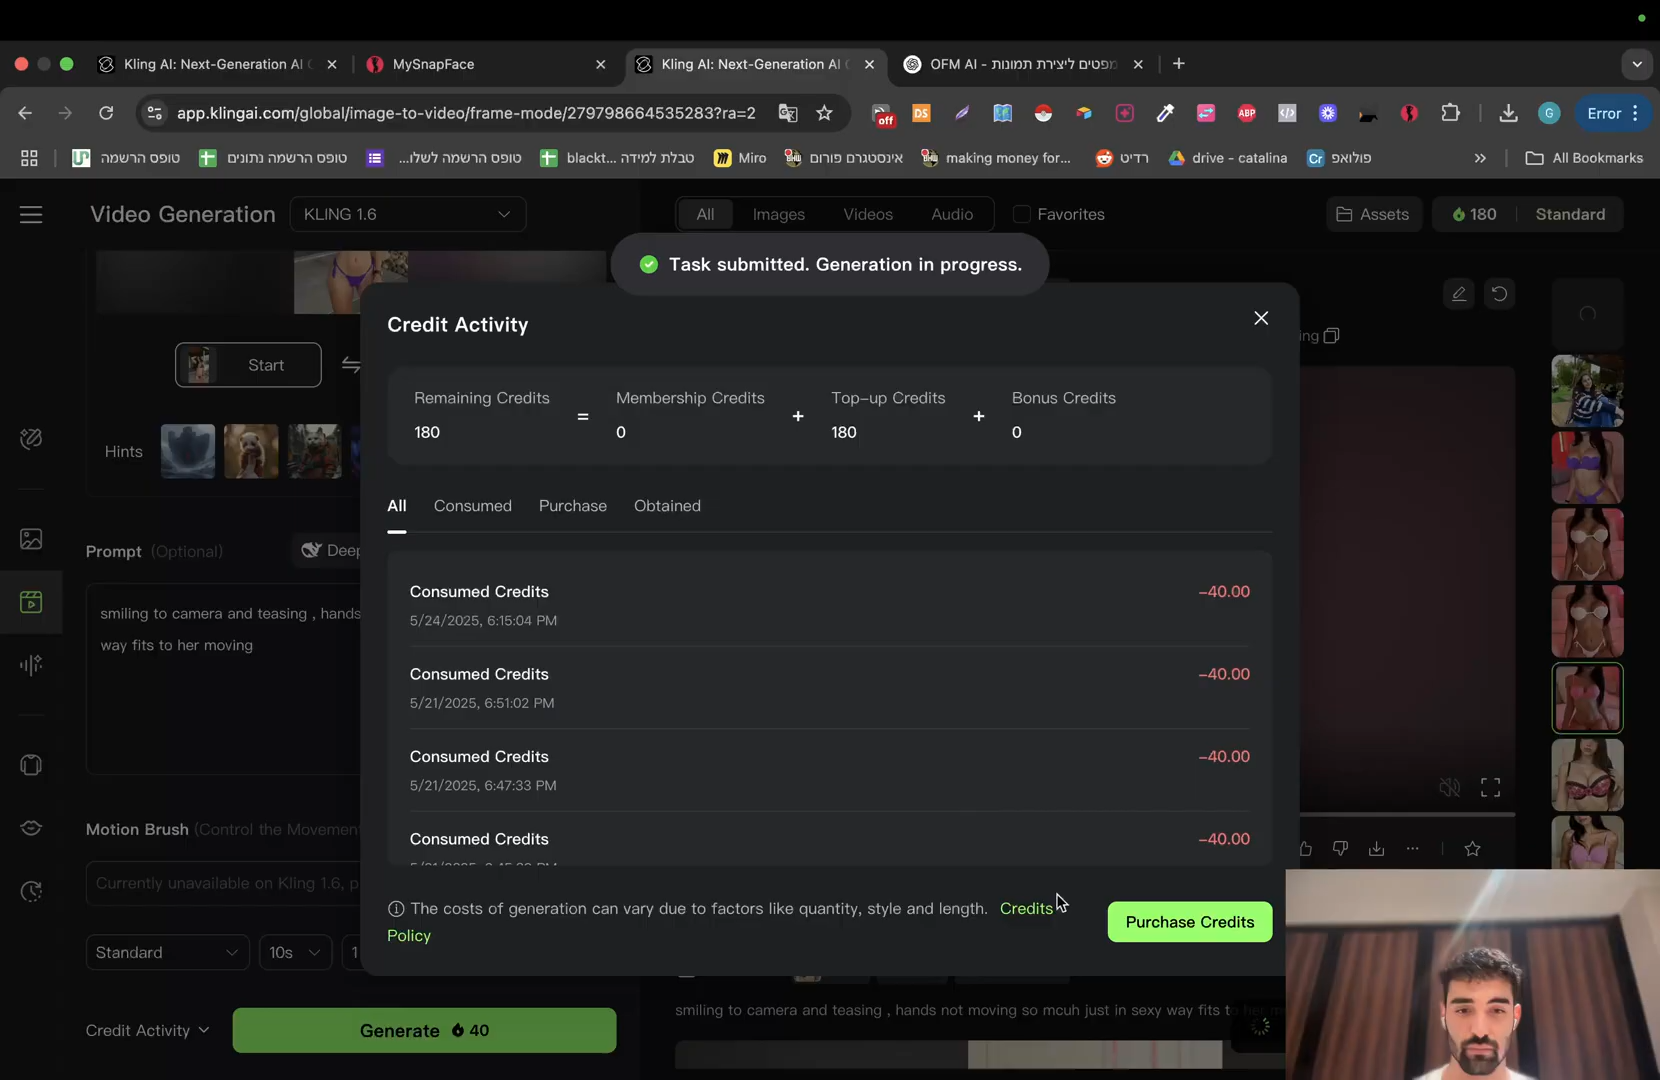 Kling AI: Next-Generation AI C
MySnapFace
Kling AI: Next-Generation AI C
OFM AI - מפטים ליצירת תמונות
app.klingai.com/global/image-to-video/frame-mode/279798664535283?ra=2
off
DS
ABP
G
Error
טופס הרשמה
טופס הרשמה נתונים
טופס הרשמה לשלו...
טבלת למידה blackt...
Miro
אינסטגרם פורום
making money for...
רדיט
drive - catalina
Cr פולואפ
All Bookmarks
Video Generation
KLING 1.6
All
Images
Videos
Audio
Favorites
Assets
180
Standard
Task submitted. Generation in progress.
Credit Activity
ing
Remaining Credits
180
=
Membership Credits
0
+
Top-up Credits
180
+
Bonus Credits
0
Start
Hints
All
Consumed
Purchase
Obtained
Prompt (Optional)
Deep
smiling to camera and teasing , hands
way fits to her moving
Consumed Credits
-40.00
5/24/2025, 6:15:04 PM
Consumed Credits
-40.00
5/21/2025, 6:51:02 PM
Consumed Credits
-40.00
5/21/2025, 6:47:33 PM
Consumed Credits
-40.00
Motion Brush (Control the Movemen
Currently unavailable on Kling 1.6, p
The costs of generation can vary due to factors like quantity, style and length. Credits
Policy
Purchase Credits
Standard
10s
1
Credit Activity
Generate 40
smiling to camera and teasing , hands not moving so mcuh just in sexy way fits to her m